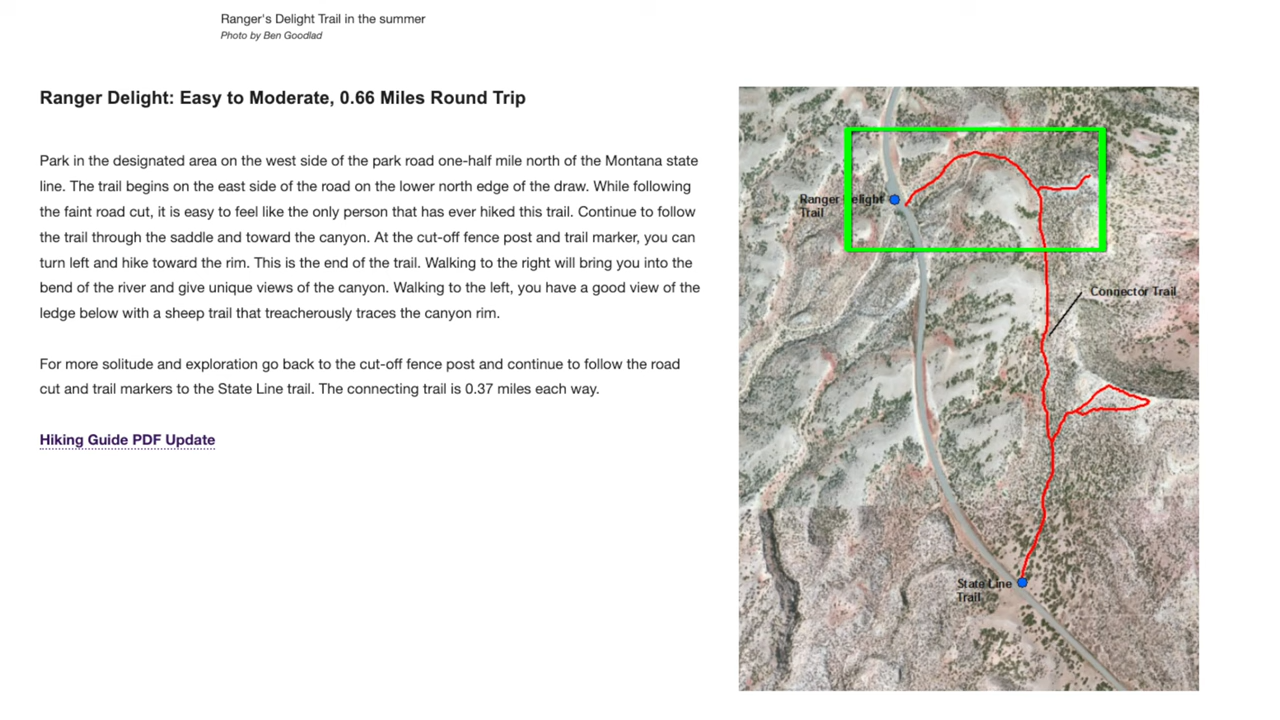 Ranger's Delight Trail in the summer
Photo by Ben Goodlad
Ranger Delight: Easy to Moderate, 0.66 Miles Round Trip
Park in the designated area on the west side of the park road one-half mile north of the Montana state
line. The trail begins on the east side of the road on the lower north edge of the draw. While following
the faint road cut, it is easy to feel like the only person that has ever hiked this trail. Continue to follow
the trail through the saddle and toward the canyon. At the cut-off fence post and trail marker, you can
turn left and hike toward the rim. This is the end of the trail. Walking to the right will bring you into the
bend of the river and give unique views of the canyon. Walking to the left, you have a good view of the
ledge below with a sheep trail that treacherously traces the canyon rim.
For more solitude and exploration go back to the cut-off fence post and continue to follow the road
cut and trail markers to the State Line trail. The connecting trail is 0.37 miles each way.
Hiking Guide PDF Update
Ranger Delight
Trail
Connector Trail
State Line
Trail